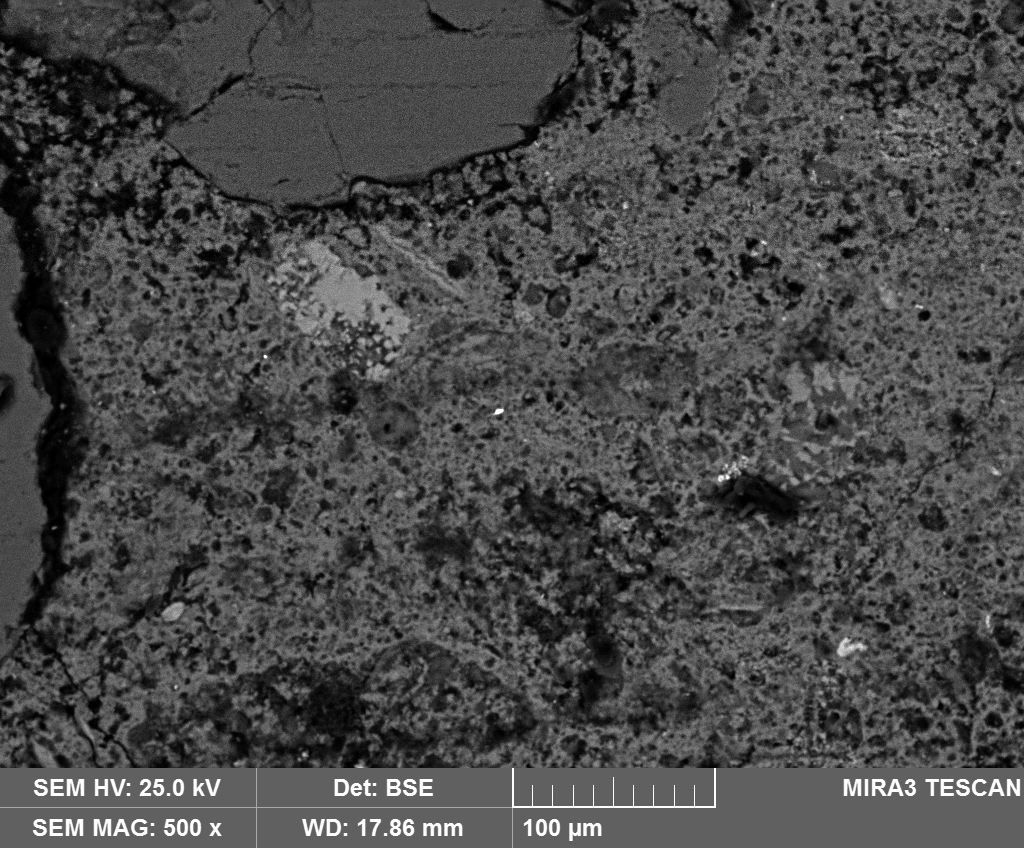 SEM HV: 25.0 kV
Det: BSE
MIRA3 TESCAN
SEM MAG: 500 x
WD: 17.86 mm
100 µm